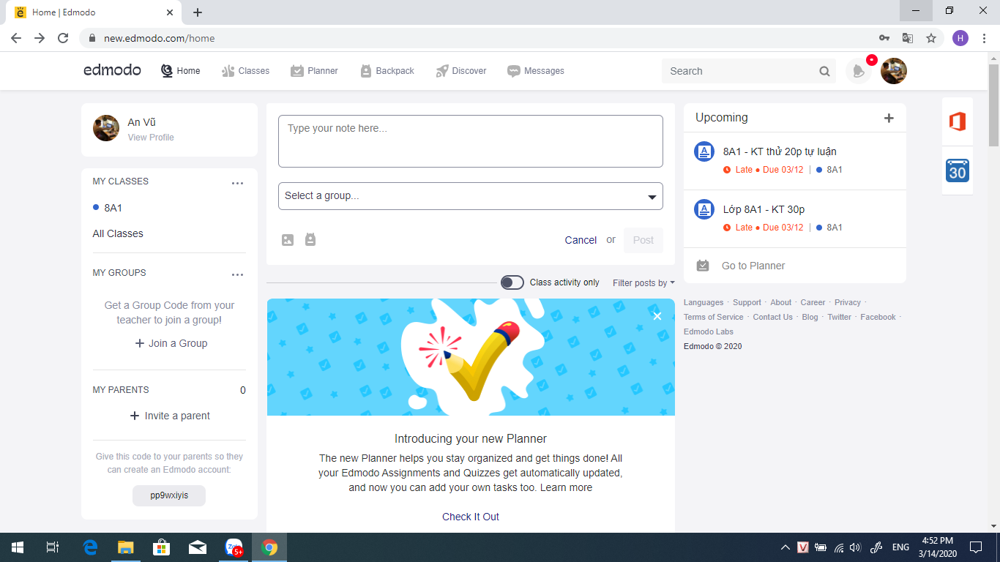 Home | Edmodo
new.edmodo.com/home
H
edmodo
Home
Classes
Planner
Backpack
Discover
Messages
Search
An Vũ
View Profile
MY CLASSES
8A1
All Classes
MY GROUPS
Get a Group Code from your
teacher to join a group!
+ Join a Group
MY PARENTS 0
+ Invite a parent
Give this code to your parents so they
can create an Edmodo account:
pp9wxiyis
Type your note here...
Select a group...
Cancel or Post
Class activity only
Filter posts by
Introducing your new Planner
The new Planner helps you stay organized and get things done! All
your Edmodo Assignments and Quizzes get automatically updated,
and now you can add your own tasks too. Learn more
Check It Out
Upcoming +
8A1 - KT thử 20p tự luận
Late ● Due 03/12 | ● 8A1
Lớp 8A1 - KT 30p
Late ● Due 03/12 | ● 8A1
Go to Planner
Languages · Support · About · Career · Privacy ·
Terms of Service · Contact Us · Blog · Twitter · Facebook ·
Edmodo Labs
Edmodo © 2020
30
5+
V
ENG
4:52 PM
3/14/2020